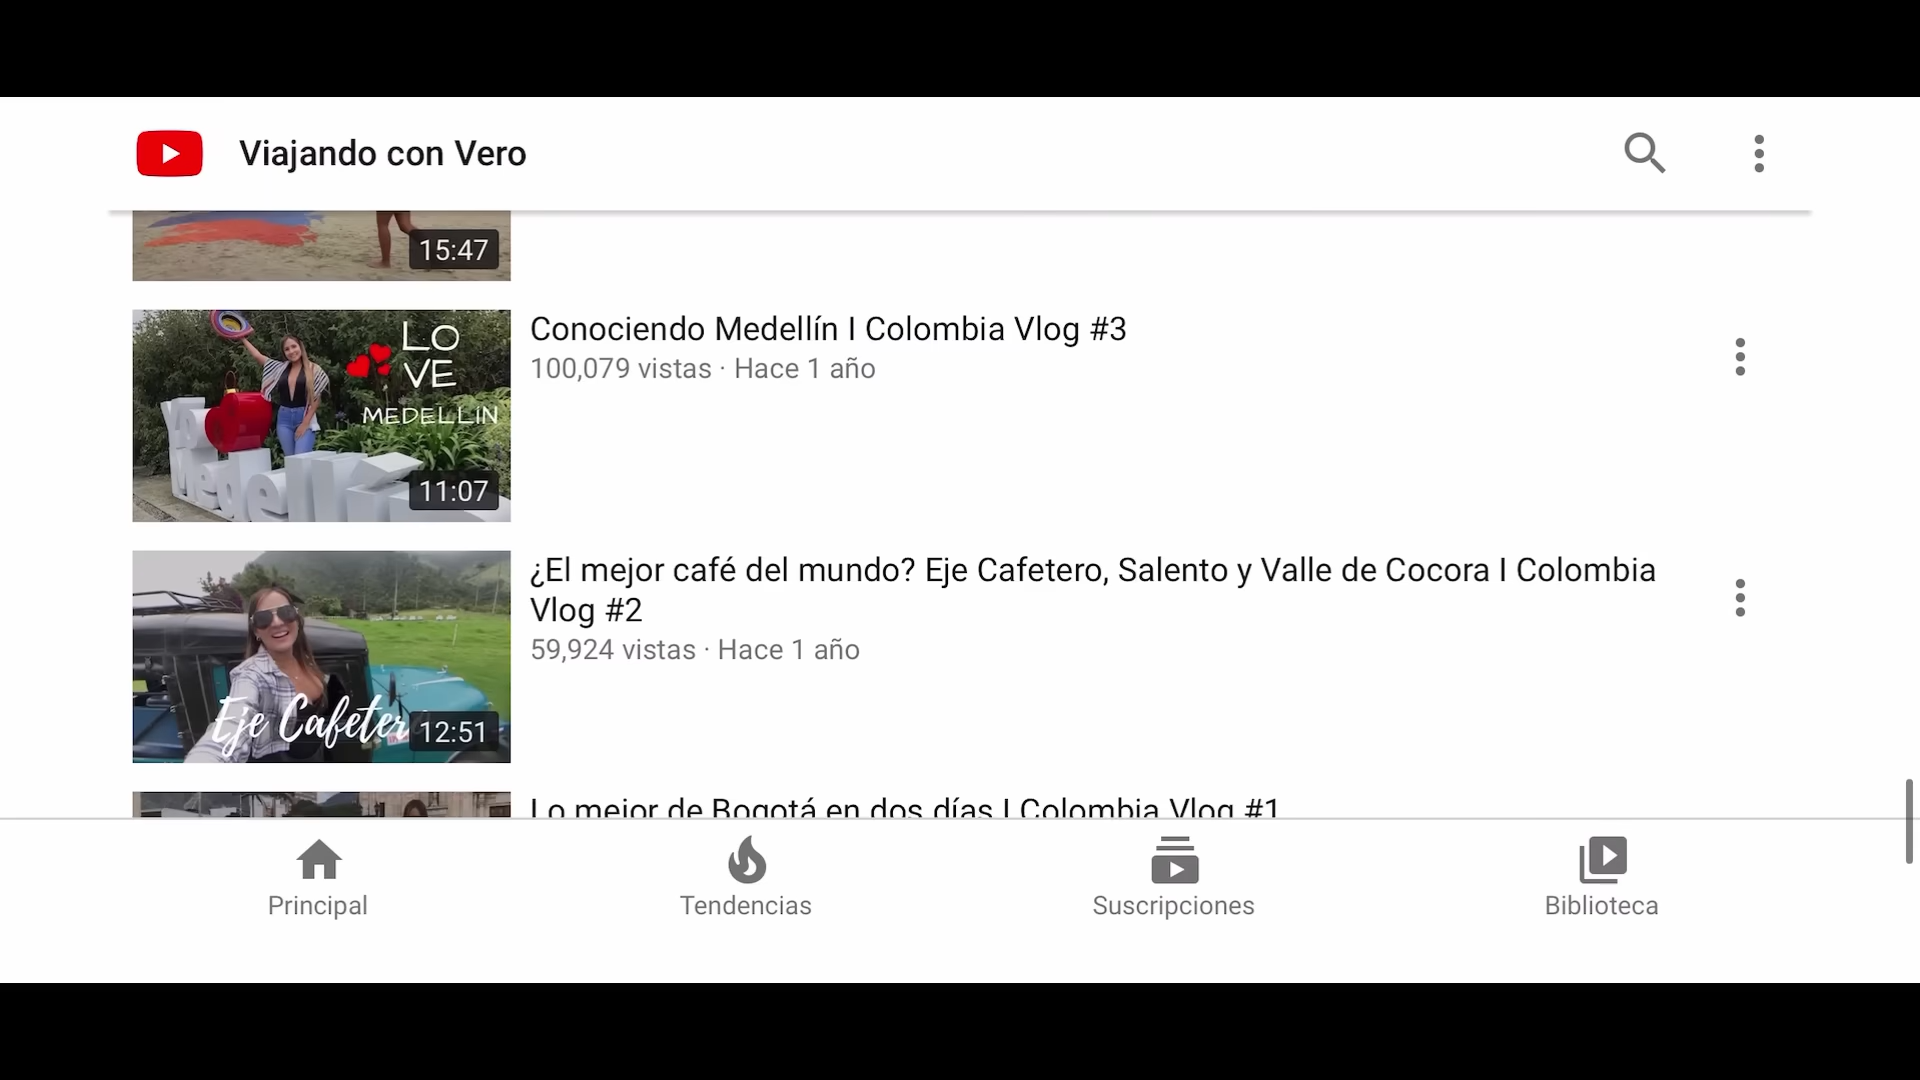 Viajando con Vero
15:47
Conociendo Medellín I Colombia Vlog #3
100,079 vistas · Hace 1 año
LO
VE
MEDELLÍN
Yo
Medellín
11:07
¿El mejor café del mundo? Eje Cafetero, Salento y Valle de Cocora I Colombia
Vlog #2
59,924 vistas · Hace 1 año
Eje Cafeter
12:51
Lo mejor de Bogotá en dos días I Colombia Vlog #1
Principal
Tendencias
Suscripciones
Biblioteca